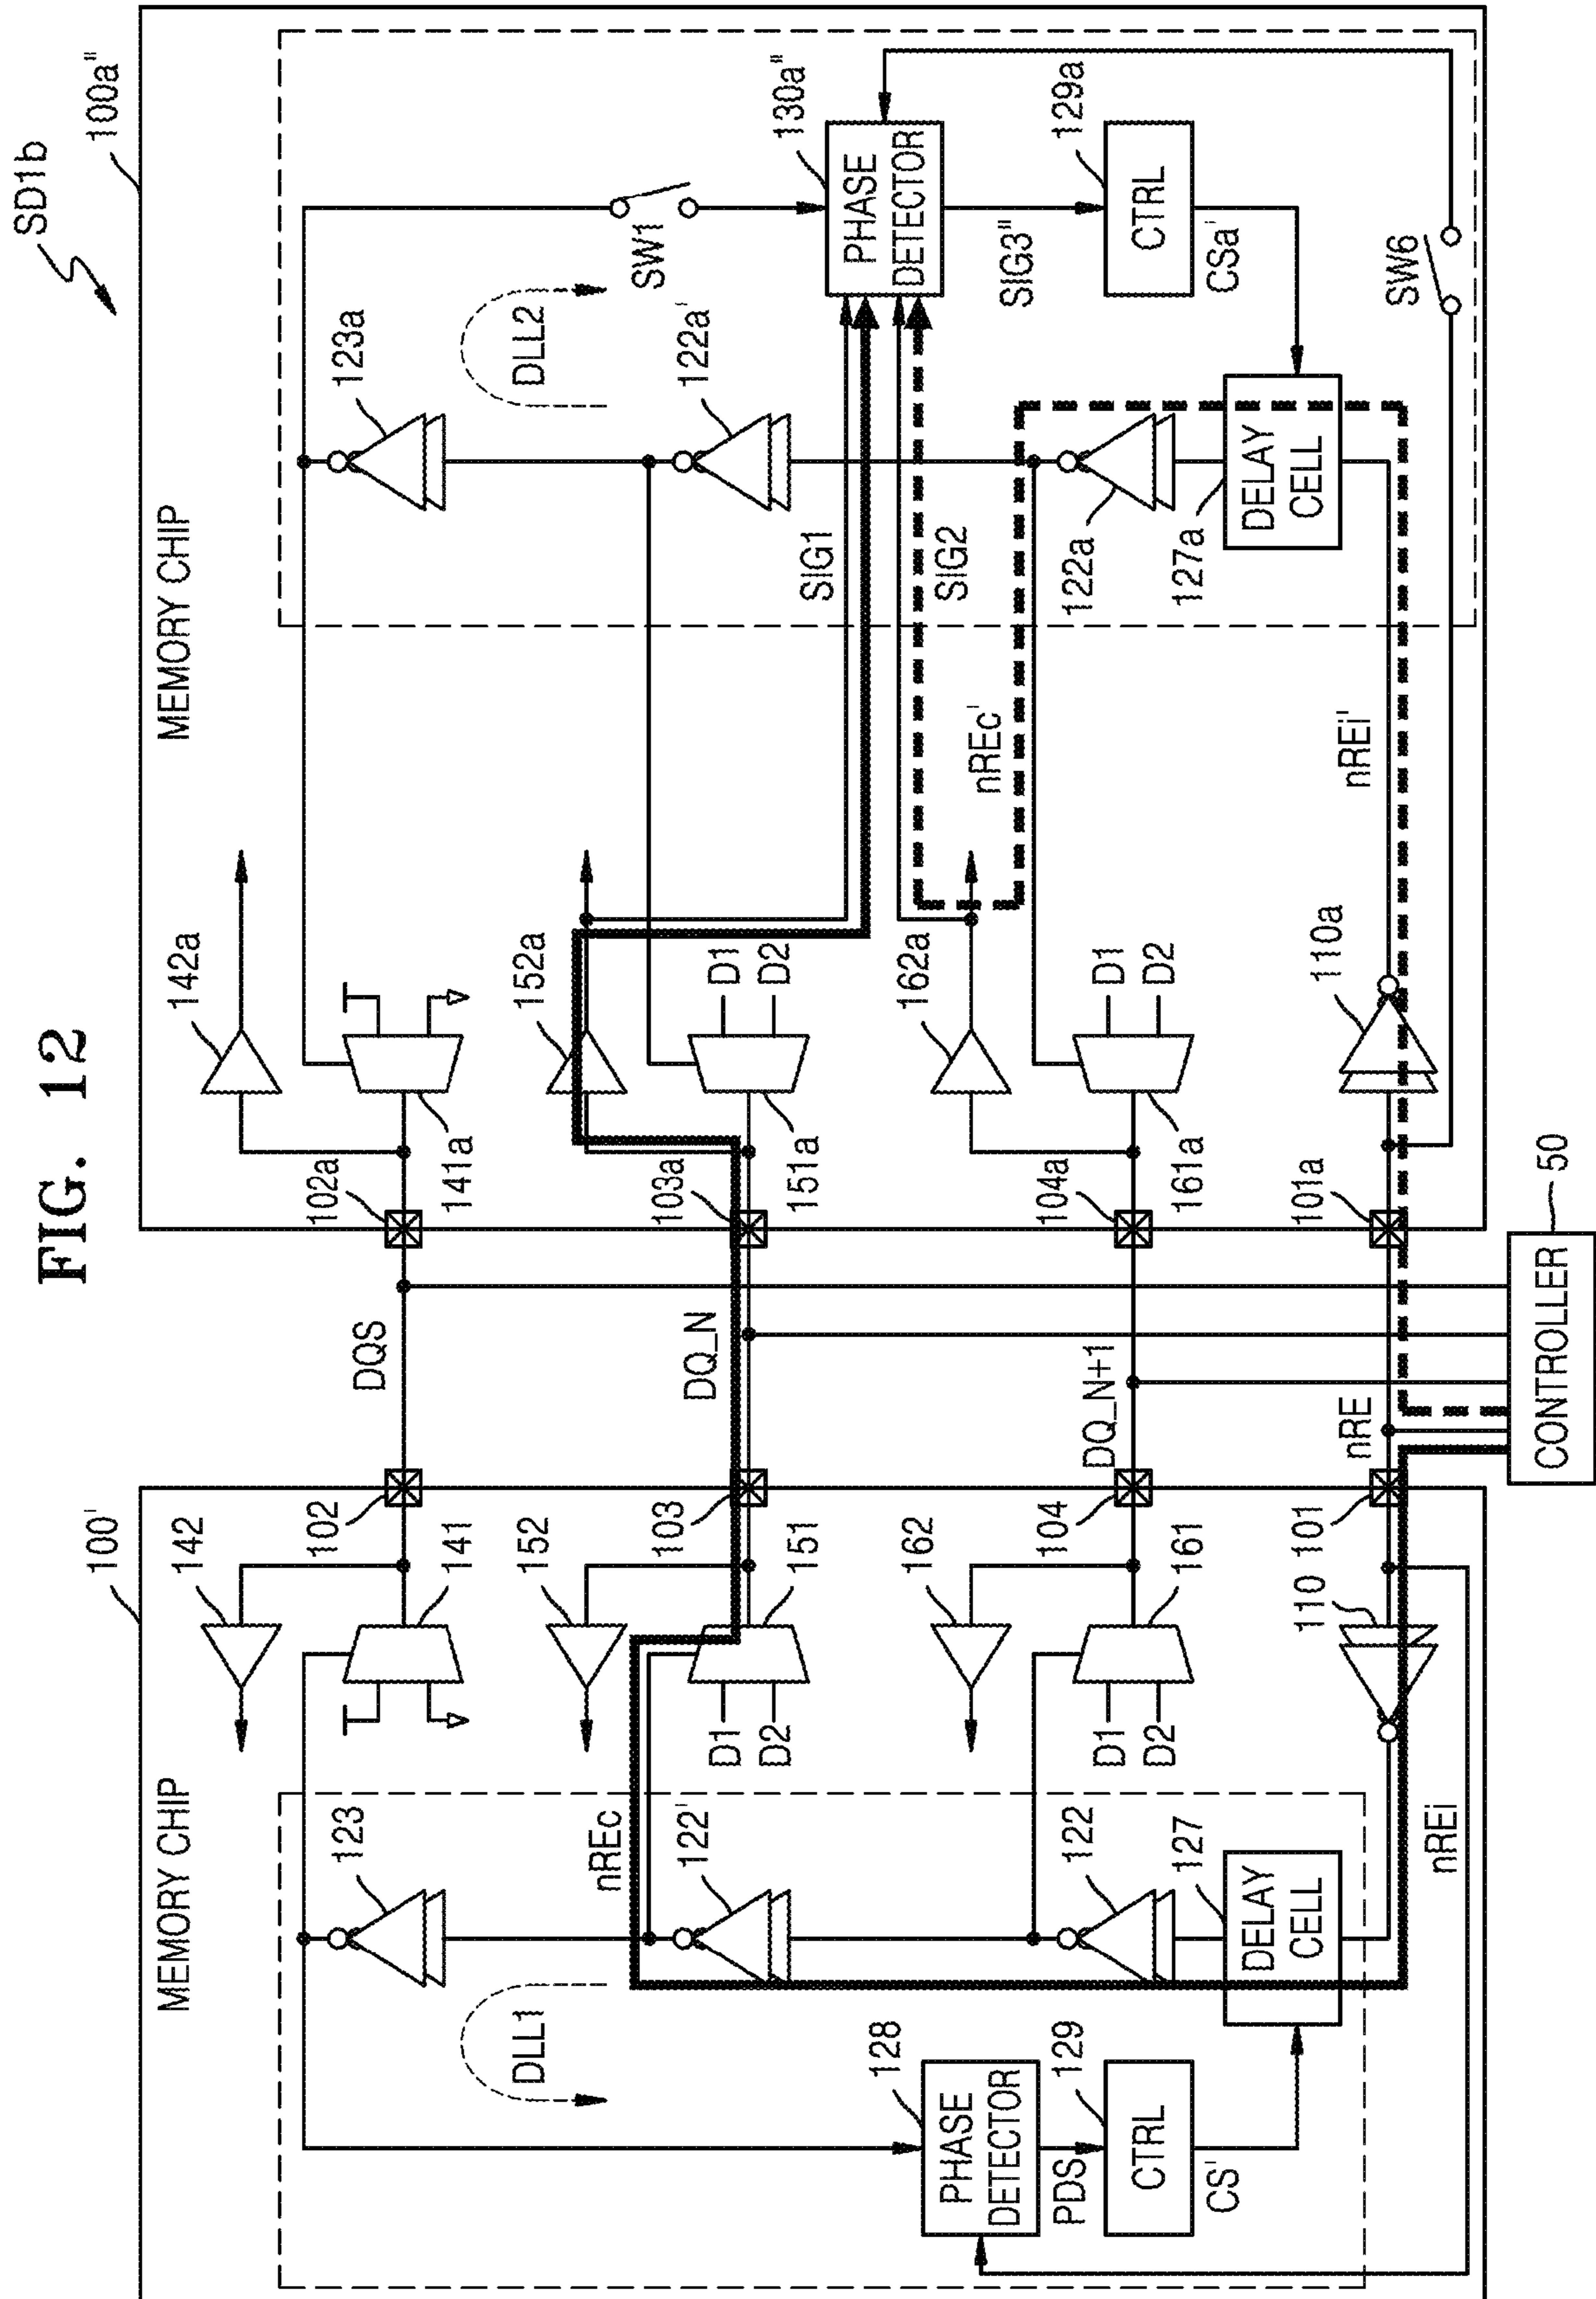 FIG. 12
SD1b
100'
100a"
MEMORY CHIP
MEMORY CHIP
142
102
DQS
102a
142a
123
141
141a
123a
DLL1
DLL2
SW1
nREc
152
103
DQ_N
103a
152a
122'
D1
D2
151
151a
D1
D2
122a'
SIG1
128
PHASE
DETECTOR
130a"
PHASE
DETECTOR
PDS
SIG2
SIG3"
162
104
DQ_N+1
104a
162a
nREc'
129
CTRL
CS'
122
D1
D2
161
161a
D1
D2
122a
129a
CTRL
CSa'
127
DELAY
CELL
127a
DELAY
CELL
110
101
nRE
101a
110a
nREi
nREi'
SW6
CONTROLLER
50